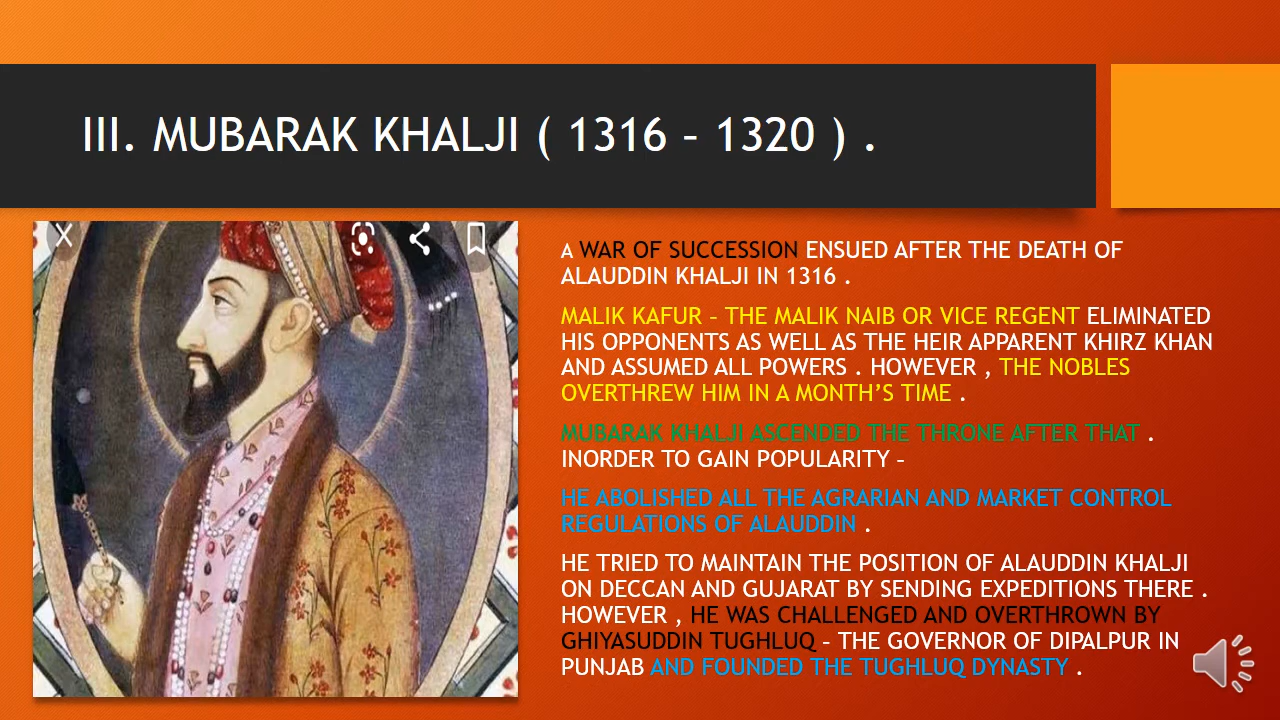 III. MUBARAK KHALJI ( 1316 – 1320 ) .
A WAR OF SUCCESSION ENSUED AFTER THE DEATH OF
ALAUDDIN KHALJI IN 1316 .
MALIK KAFUR – THE MALIK NAIB OR VICE REGENT ELIMINATED
HIS OPPONENTS AS WELL AS THE HEIR APPARENT KHIRZ KHAN
AND ASSUMED ALL POWERS . HOWEVER , THE NOBLES
OVERTHREW HIM IN A MONTH’S TIME .
MUBARAK KHALJI ASCENDED THE THRONE AFTER THAT .
INORDER TO GAIN POPULARITY –
HE ABOLISHED ALL THE AGRARIAN AND MARKET CONTROL
REGULATIONS OF ALAUDDIN .
HE TRIED TO MAINTAIN THE POSITION OF ALAUDDIN KHALJI
ON DECCAN AND GUJARAT BY SENDING EXPEDITIONS THERE .
HOWEVER , HE WAS CHALLENGED AND OVERTHROWN BY
GHIYASUDDIN TUGHLUQ – THE GOVERNOR OF DIPALPUR IN
PUNJAB AND FOUNDED THE TUGHLUQ DYNASTY .